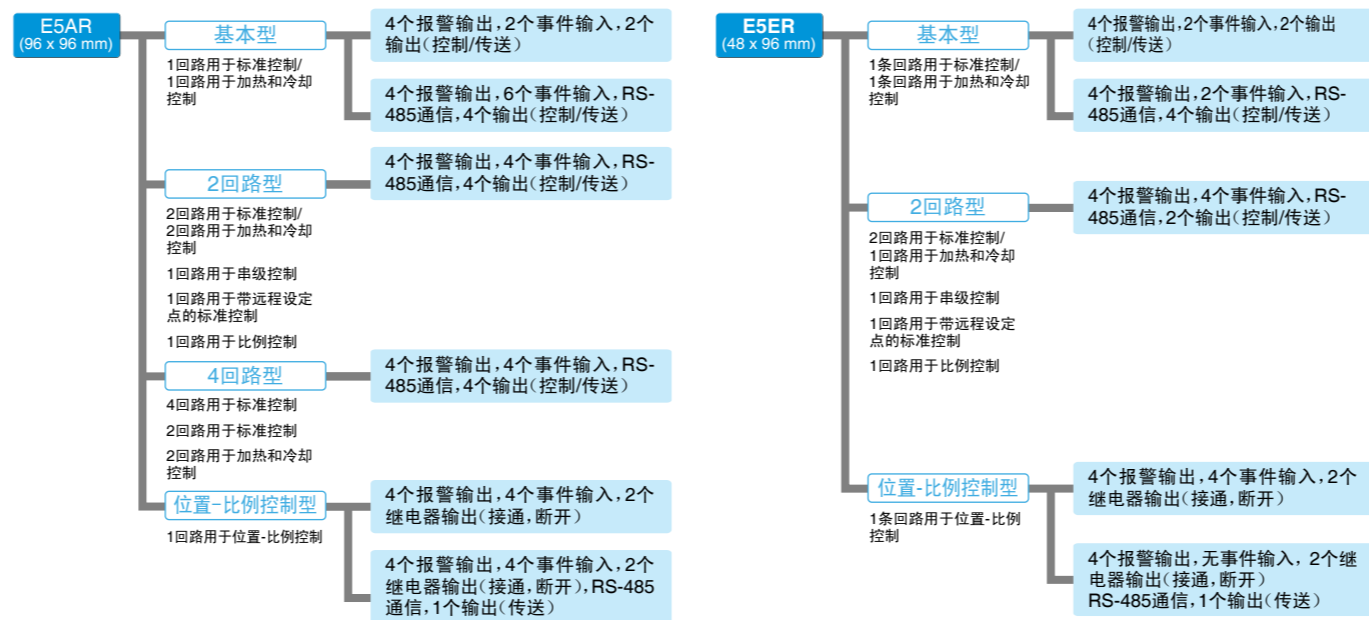 E5AR
(96 x 96 mm)
基本型
1回路用于标准控制/
1回路用于加热和冷却
控制
4个报警输出,2个事件输入,2个
输出(控制/传送)
4个报警输出,6个事件输入,RS-
485通信,4个输出(控制/传送)
2回路型
2回路用于标准控制/
2回路用于加热和冷却
控制
1回路用于串级控制
1回路用于带远程设定
点的标准控制
1回路用于比例控制
4个报警输出,4个事件输入,RS-
485通信,4个输出(控制/传送)
4回路型
4回路用于标准控制
2回路用于标准控制
2回路用于加热和冷却
控制
4个报警输出,4个事件输入,RS-
485通信,4个输出(控制/传送)
位置-比例控制型
1回路用于位置-比例控制
4个报警输出,4个事件输入,2个
继电器输出(接通,断开)
4个报警输出,4个事件输入,2个
继电器输出(接通,断开),RS-485
通信,1个输出(传送)
E5ER
(48 x 96 mm)
基本型
1条回路用于标准控制/
1条回路用于加热和冷却
控制
4个报警输出,2个事件输入,2个输出
(控制/传送)
4个报警输出,2个事件输入,RS-
485通信,4个输出(控制/传送)
2回路型
2回路用于标准控制/
1回路用于加热和冷却
控制
1回路用于串级控制
1回路用于带远程设定
点的标准控制
1回路用于比例控制
4个报警输出,4个事件输入,RS-
485通信,2个输出(控制/传送)
位置-比例控制型
1条回路用于位置-比例
控制
4个报警输出,4个事件输入,2个
继电器输出(接通,断开)
4个报警输出,无事件输入, 2个继
电器输出(接通,断开)
RS-485通信,1个输出(传送)